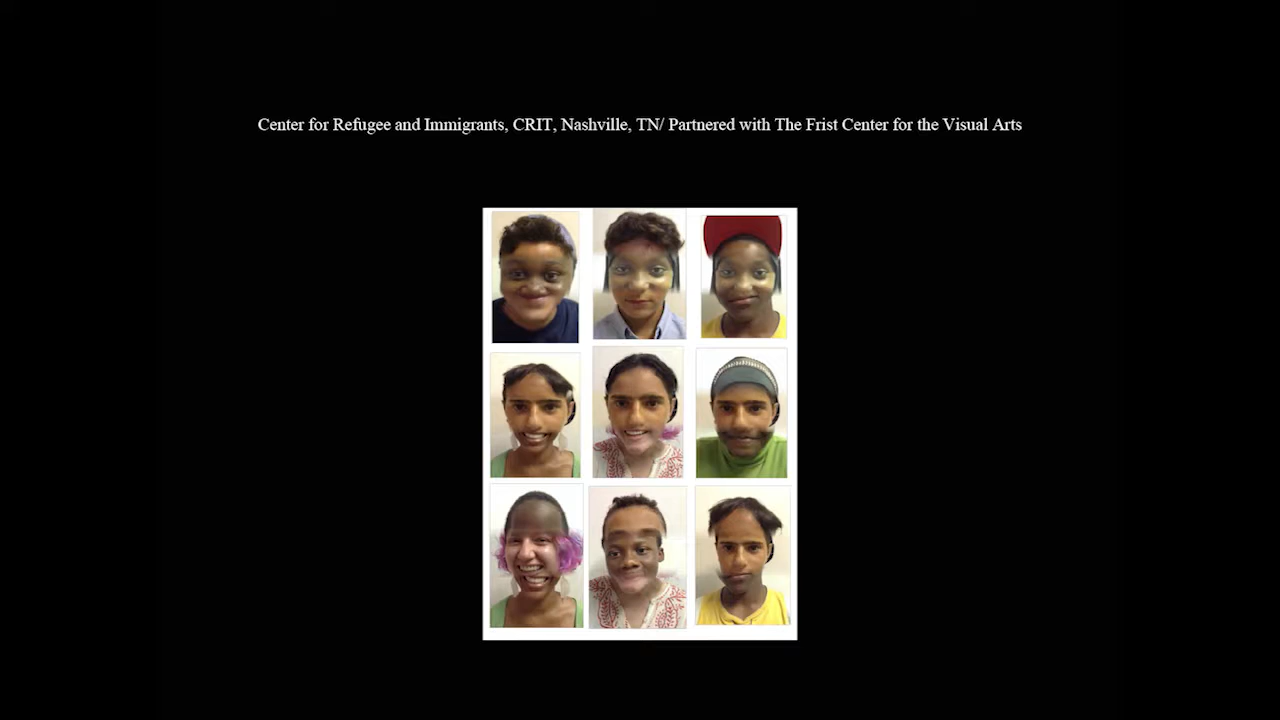 Center for Refugee and Immigrants, CRIT, Nashville, TN/ Partnered with The Frist Center for the Visual Arts